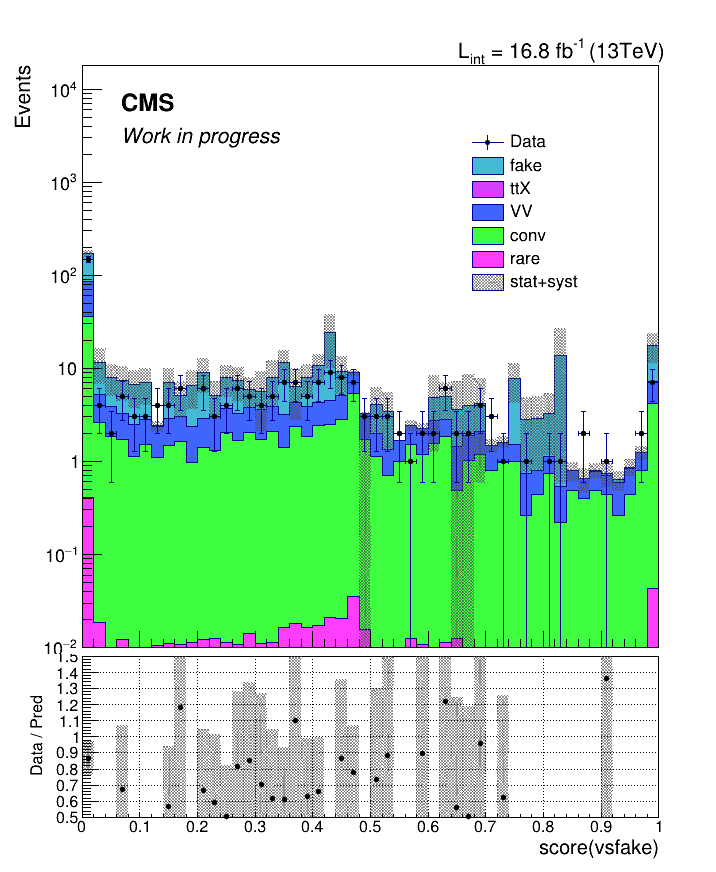 L_int = 16.8 fb^-1 (13TeV)
Events
10^4
10^3
10^2
10
1
10^−1
10^−2
CMS
Work in progress
Data
fake
ttX
VV
conv
rare
stat+syst
Data / Pred
1.5
1.4
1.3
1.2
1.1
1
0.9
0.8
0.7
0.6
0.5
0 0.1 0.2 0.3 0.4 0.5 0.6 0.7 0.8 0.9 1
score(vsfake)